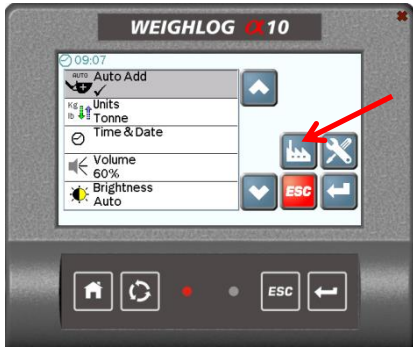 WEIGHLOG α10
09:07
AUTO Auto Add
Kg Units
lb Tonne
Time & Date
Volume
60%
Brightness
Auto
ESC
ESC